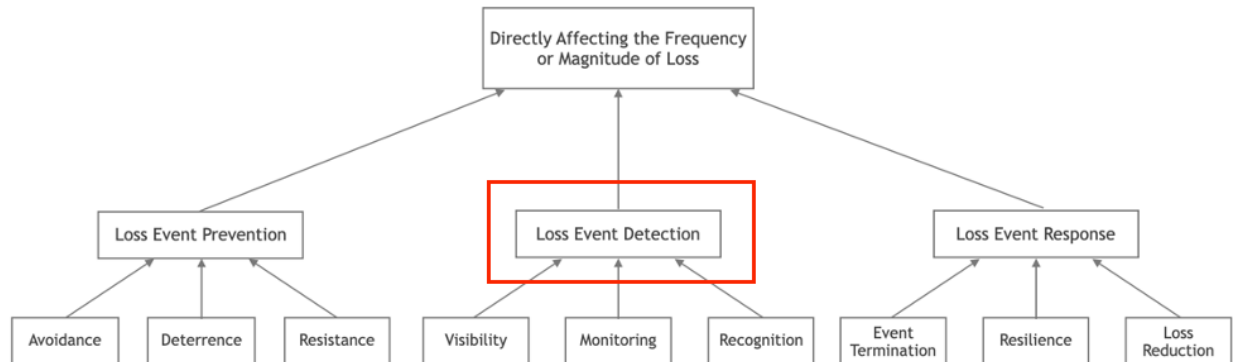 Directly Affecting the Frequency
or Magnitude of Loss
Loss Event Prevention
Loss Event Detection
Loss Event Response
Avoidance
Deterrence
Resistance
Visibility
Monitoring
Recognition
Event
Termination
Resilience
Loss
Reduction